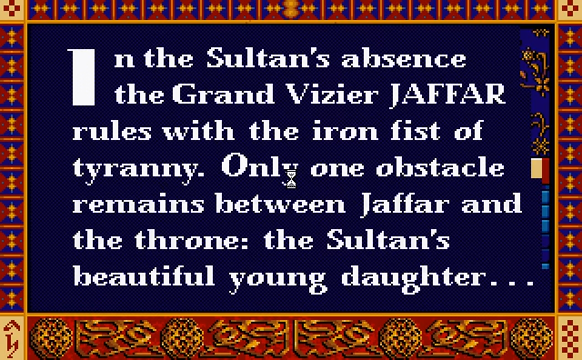 In the Sultan's absence
the Grand Vizier JAFFAR
rules with the iron fist of
tyranny. Only one obstacle
remains between Jaffar and
the throne: the Sultan's
beautiful young daughter...